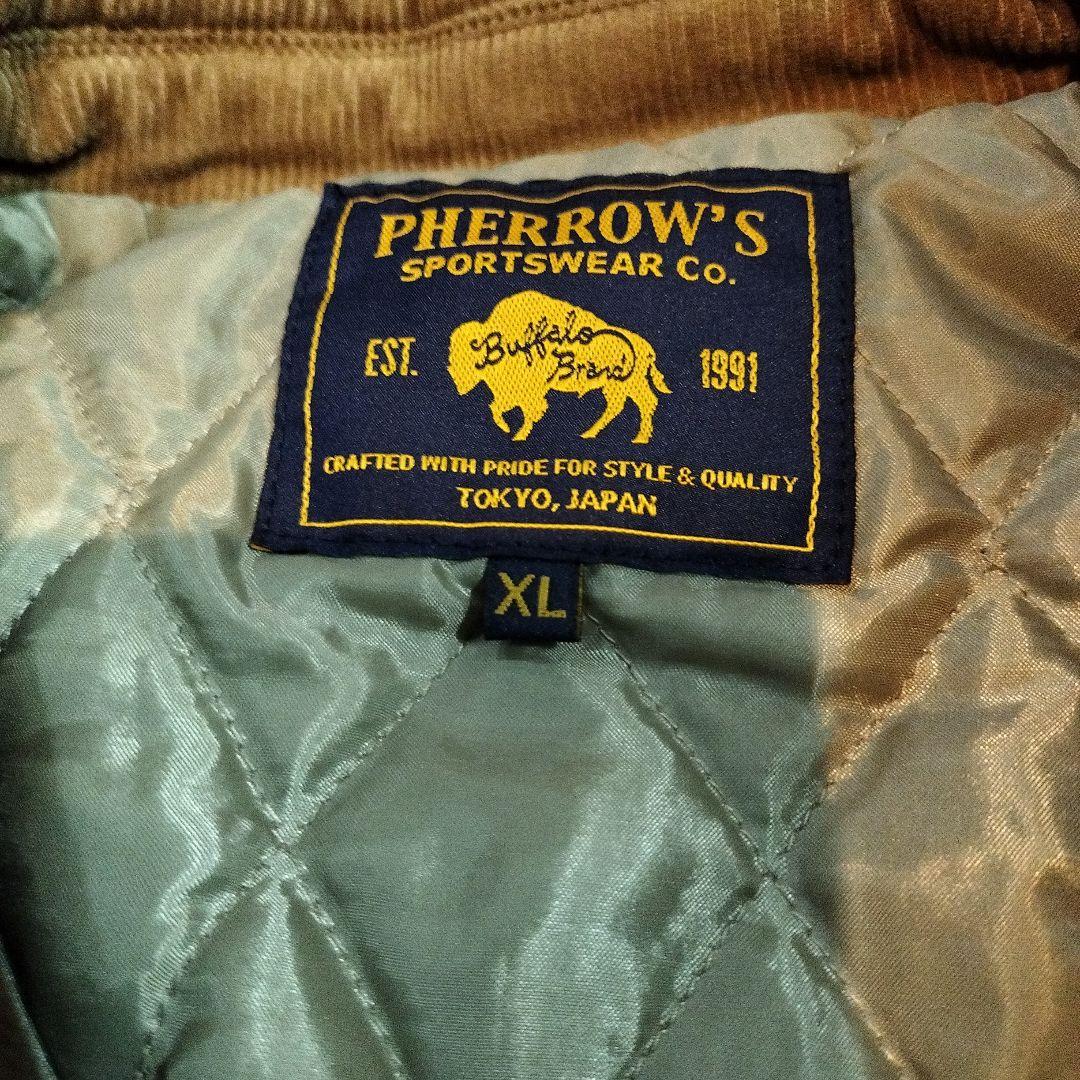 PHERROW'S
SPORTSWEAR CO.
EST. Buffalo Brand 1991
CRAFTED WITH PRIDE FOR STYLE & QUALITY
TOKYO, JAPAN
XL